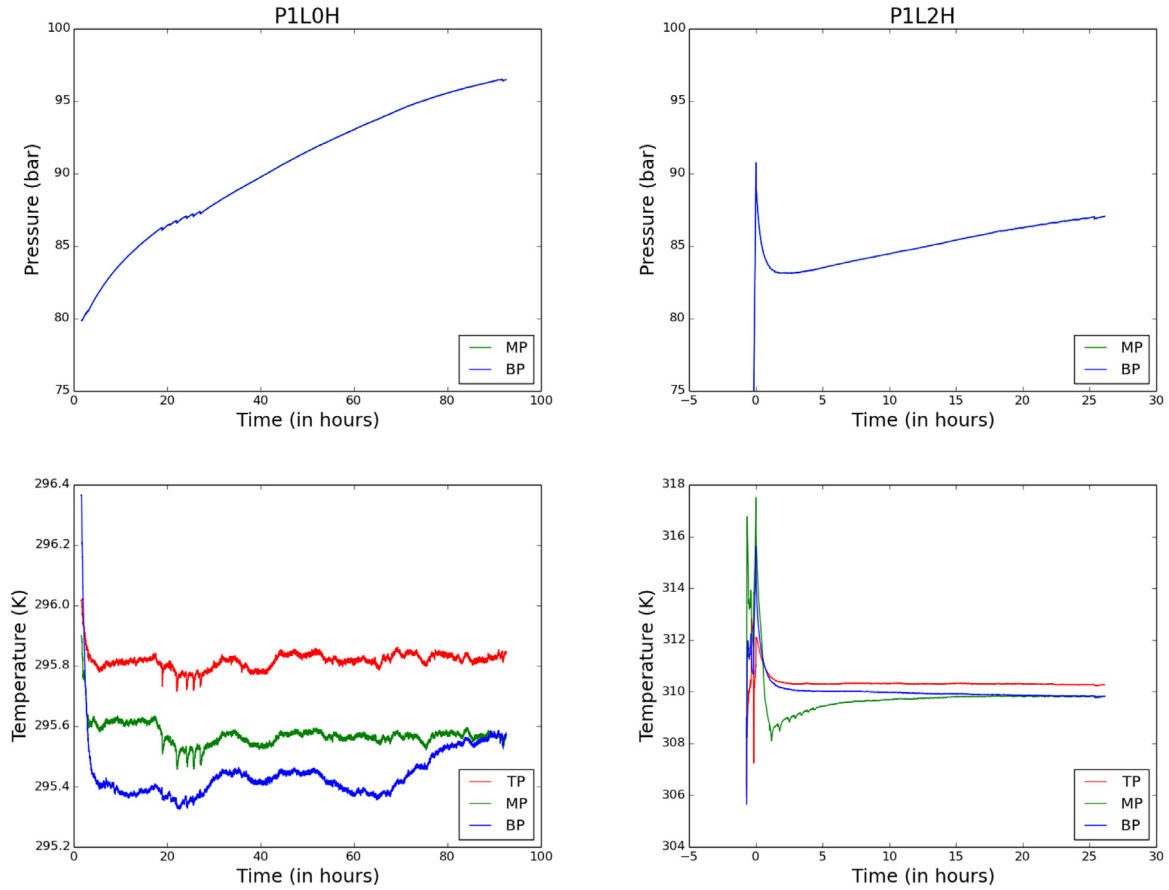 P1L0H
100
95
90
85
80
75
Pressure (bar)
0 20 40 60 80 100
Time (in hours)
MP
BP
P1L2H
100
95
90
85
80
75
Pressure (bar)
−5 0 5 10 15 20 25 30
Time (in hours)
MP
BP
296.4
296.2
296.0
295.8
295.6
295.4
295.2
Temperature (K)
0 20 40 60 80 100
Time (in hours)
TP
MP
BP
318
316
314
312
310
308
306
304
Temperature (K)
−5 0 5 10 15 20 25 30
Time (in hours)
TP
MP
BP